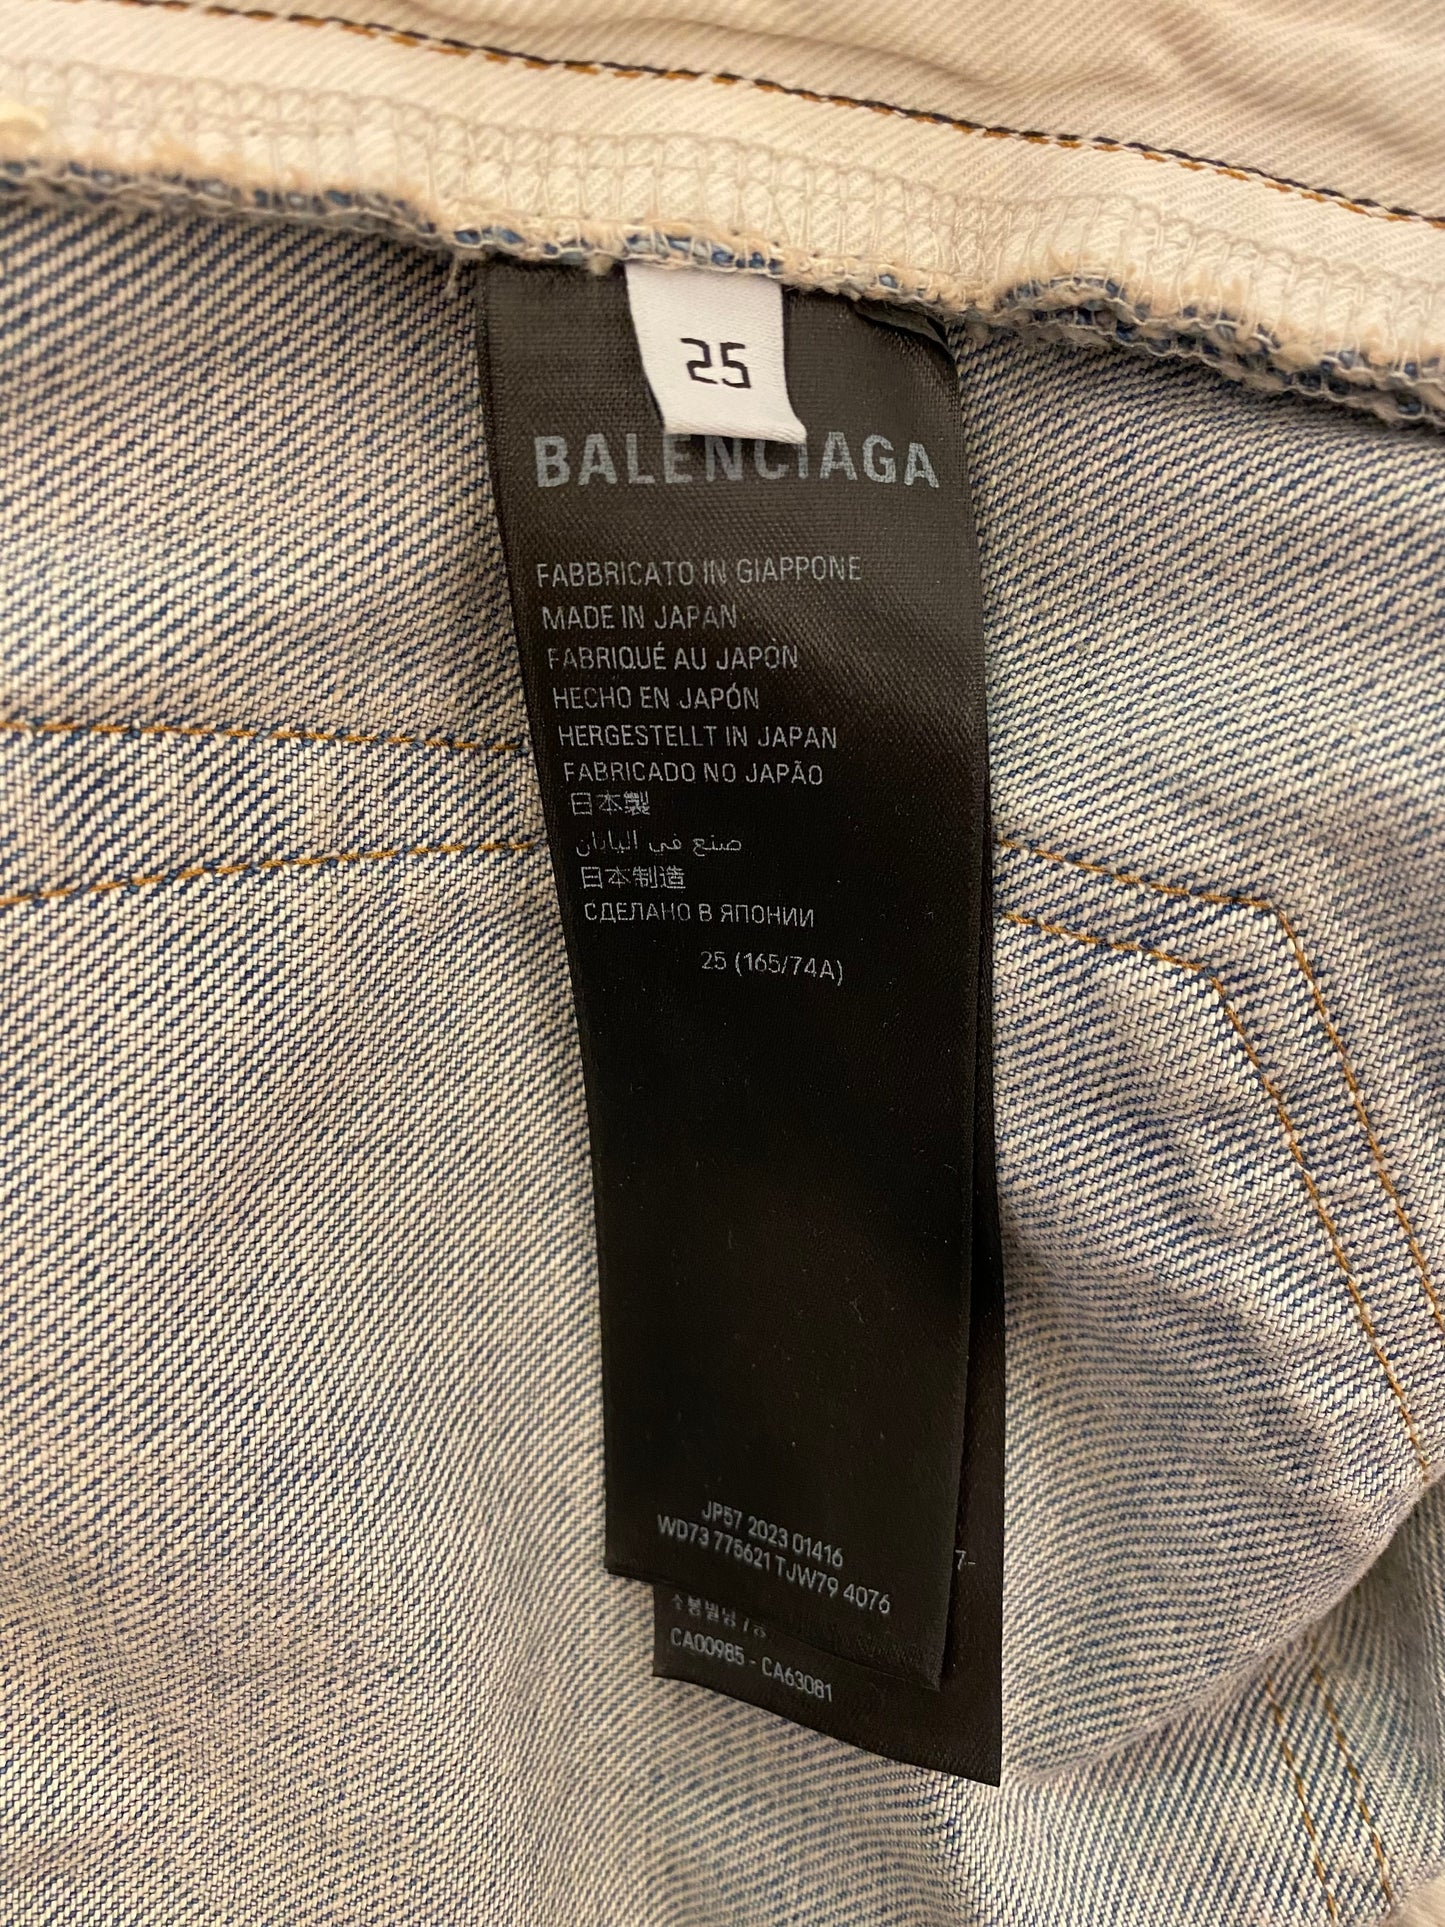 25
BALENCIAGA
FABBRICATO IN GIAPPONE
MADE IN JAPAN
FABRIQUÉ AU JAPON
HECHO EN JAPÓN
HERGESTELLT IN JAPAN
FABRICADO NO JAPÃO
日本製
صنع في اليابان
日本制造
СДЕЛАНО В ЯПОНИИ
25 (165/74A)
JP57 2023 01416
WD73 775621 TJW79 4076
7-
CA00985 - CA63081